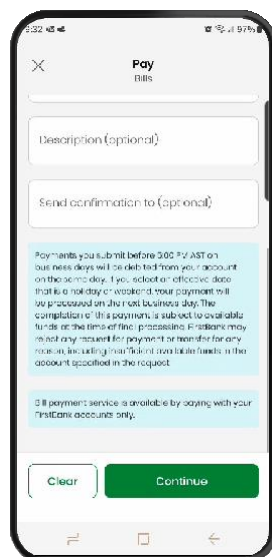 9:32
97%
Pay
Bills
Description (optional)
Send confirmation to (optional)
Payments you submit before 5:00 PM AST on
business days will be debited from your account
on the same day. If you select an effective date
that is a holiday or weekend, your payment will
be processed on the next business day. The
completion of this payment is subject to available
funds at the time of final processing. FirstBank may
reject any request for payment or transfer for any
reason, including insufficient available funds in the
account specified in the request
Bill payment service is available by paying with your
FirstBank accounts only.
Clear
Continue